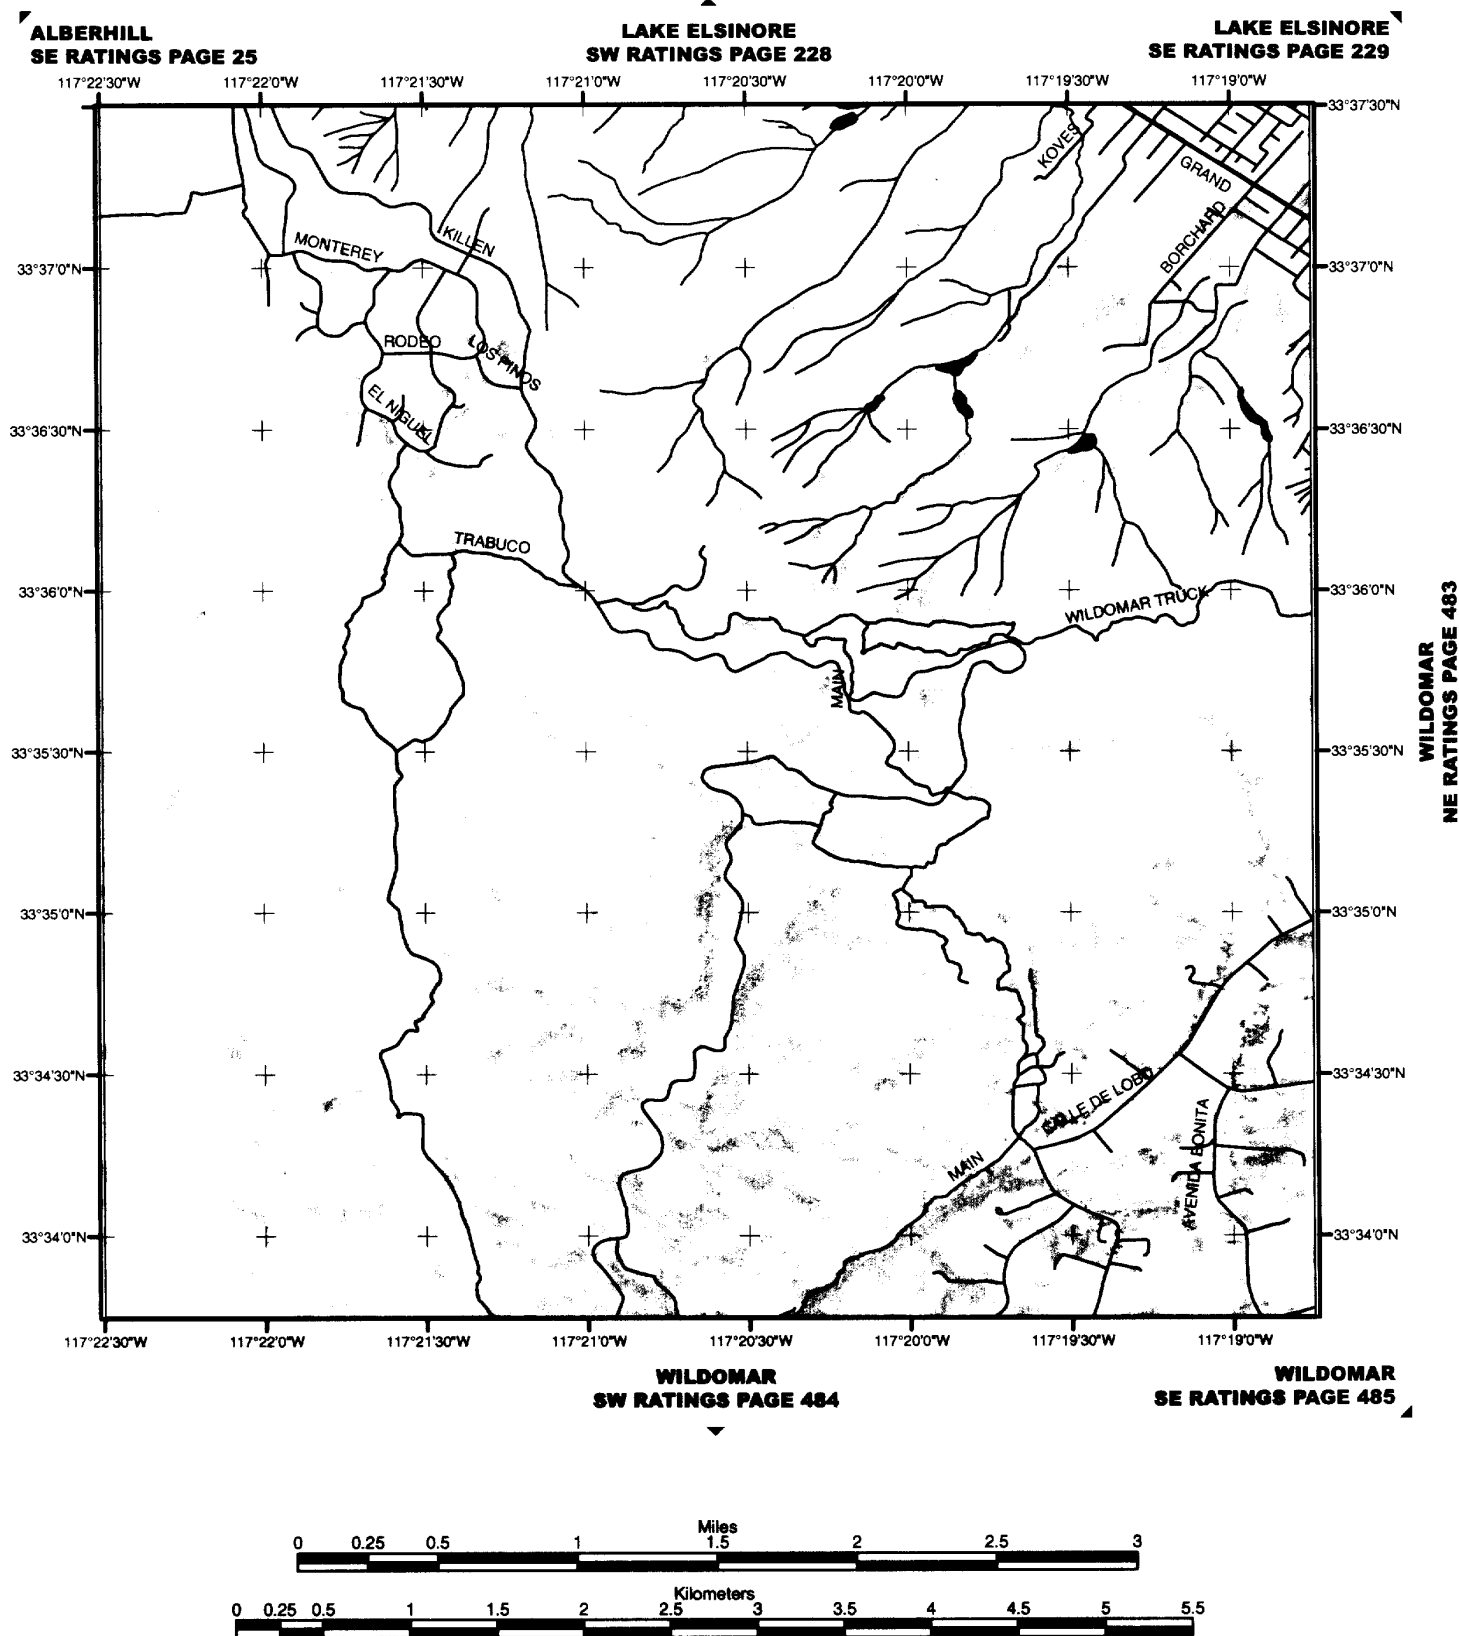 ALBERHILL
SE RATINGS PAGE 25
LAKE ELSINORE
SW RATINGS PAGE 228
LAKE ELSINORE
SE RATINGS PAGE 229
117°22'30"W 117°22'0"W 117°21'30"W 117°21'0"W 117°20'30"W 117°20'0"W 117°19'30"W 117°19'0"W
33°37'30"N
KOVES
GRAND
BORCHARD
KILLEN
MONTEREY
33°37'0"N 33°37'0"N
RODEO
LOS PINOS
EL NIGUEL
33°36'30"N 33°36'30"N
TRABUCO
33°36'0"N 33°36'0"N
WILDOMAR TRUCK
WILDOMAR
NE RATINGS PAGE 483
MAIN
33°35'30"N 33°35'30"N
33°35'0"N 33°35'0"N
33°34'30"N 33°34'30"N
CALLE DE LOBO
AVENIDA BONITA
MAIN
33°34'0"N 33°34'0"N
117°22'30"W 117°22'0"W 117°21'30"W 117°21'0"W 117°20'30"W 117°20'0"W 117°19'30"W 117°19'0"W
WILDOMAR
SW RATINGS PAGE 484
WILDOMAR
SE RATINGS PAGE 485
Miles
0 0.25 0.5 1 1.5 2 2.5 3
Kilometers
0 0.25 0.5 1 1.5 2 2.5 3 3.5 4 4.5 5 5.5